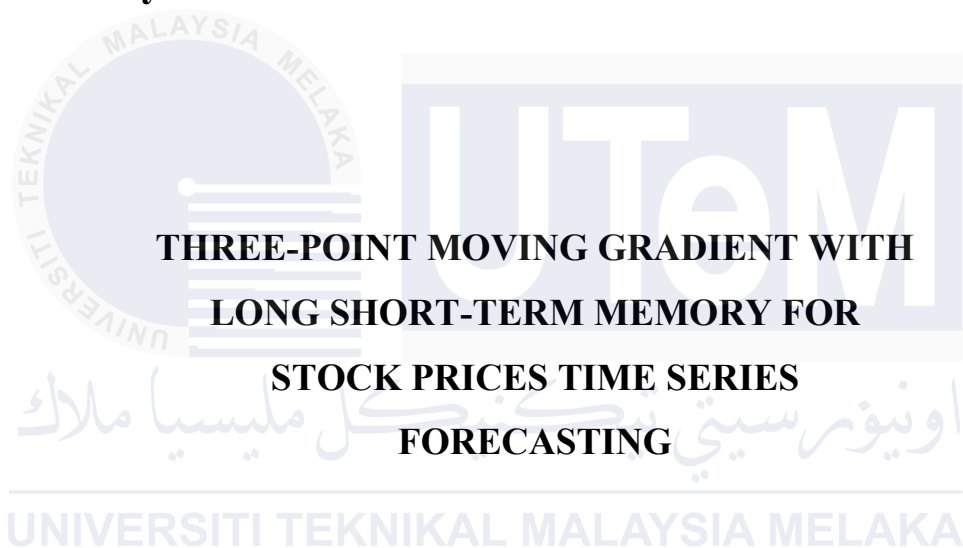 UNIVERSITI TEKNIKAL MALAYSIA MELAKA
UTeM
THREE-POINT MOVING GRADIENT WITH
LONG SHORT-TERM MEMORY FOR
STOCK PRICES TIME SERIES
FORECASTING
اونيۏرسيتي تيكنيكل مليسيا ملاك
UNIVERSITI TEKNIKAL MALAYSIA MELAKA